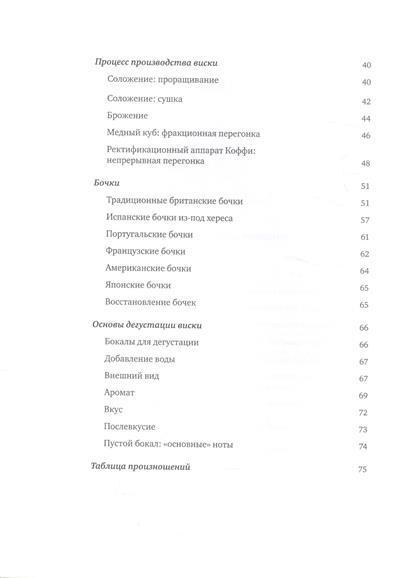 Процесс производства виски 40
Соложение: проращивание 40
Соложение: сушка 42
Брожение 44
Медный куб: фракционная перегонка 46
Ректификационный аппарат Коффи:
непрерывная перегонка 48
Бочки 51
Традиционные британские бочки 51
Испанские бочки из-под хереса 57
Португальские бочки 61
Французские бочки 62
Американские бочки 64
Японские бочки 65
Восстановление бочек 65
Основы дегустации виски 66
Бокалы для дегустации 66
Добавление воды 67
Внешний вид 67
Аромат 69
Вкус 72
Послевкусие 73
Пустой бокал: «основные» ноты 74
Таблица произношений 75